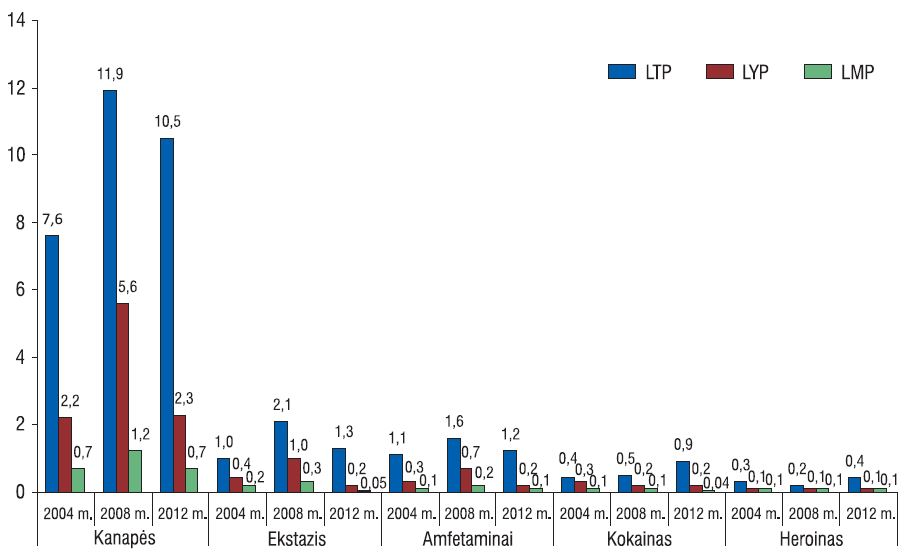 14
12
10
8
6
4
2
0
LTP LYP LMP
7,6 2,2 0,7
11,9 5,6 1,2
10,5 2,3 0,7
1,0 0,4 0,2
2,1 1,0 0,3
1,3 0,2 0,05
1,1 0,3 0,1
1,6 0,7 0,2
1,2 0,2 0,1
0,4 0,3 0,1
0,5 0,2 0,1
0,9 0,2 0,04
0,3 0,1 0,1
0,2 0,1 0,1
0,4 0,1 0,1
2004 m. 2008 m. 2012 m. 2004 m. 2008 m. 2012 m. 2004 m. 2008 m. 2012 m. 2004 m. 2008 m. 2012 m. 2004 m. 2008 m. 2012 m.
Kanapės Ekstazis Amfetaminai Kokainas Heroinas